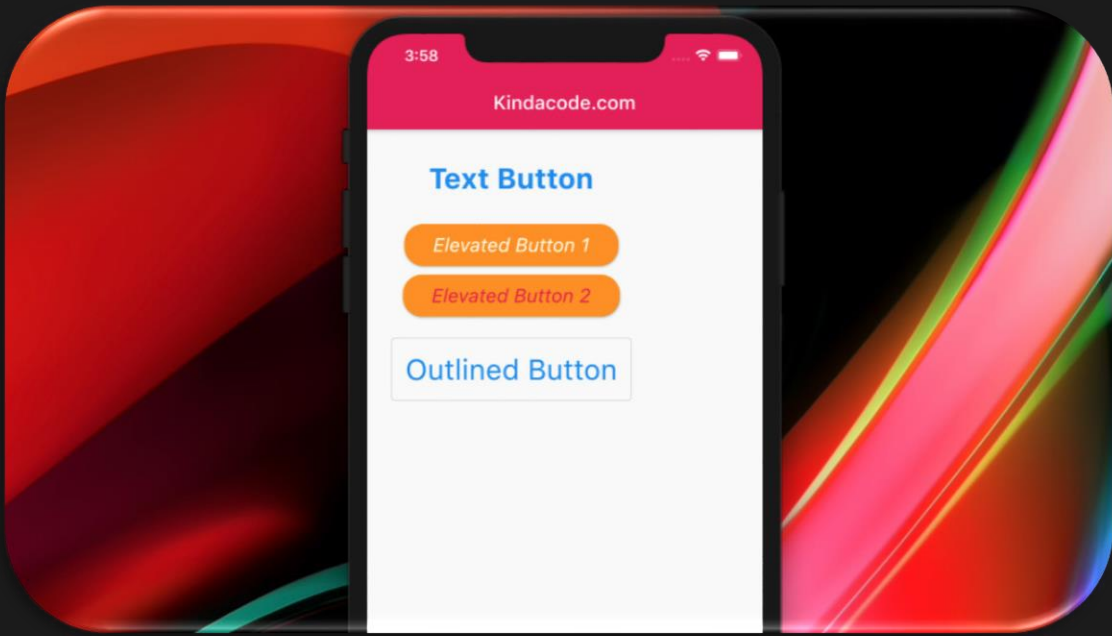 3:58
Kindacode.com
Text Button
Elevated Button 1
Elevated Button 2
Outlined Button